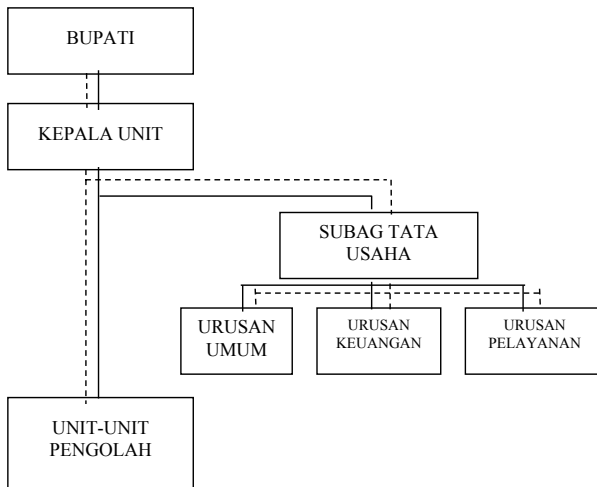 BUPATI
KEPALA UNIT
SUBAG TATA
USAHA
URUSAN
UMUM
URUSAN
KEUANGAN
URUSAN
PELAYANAN
UNIT-UNIT
PENGOLAH